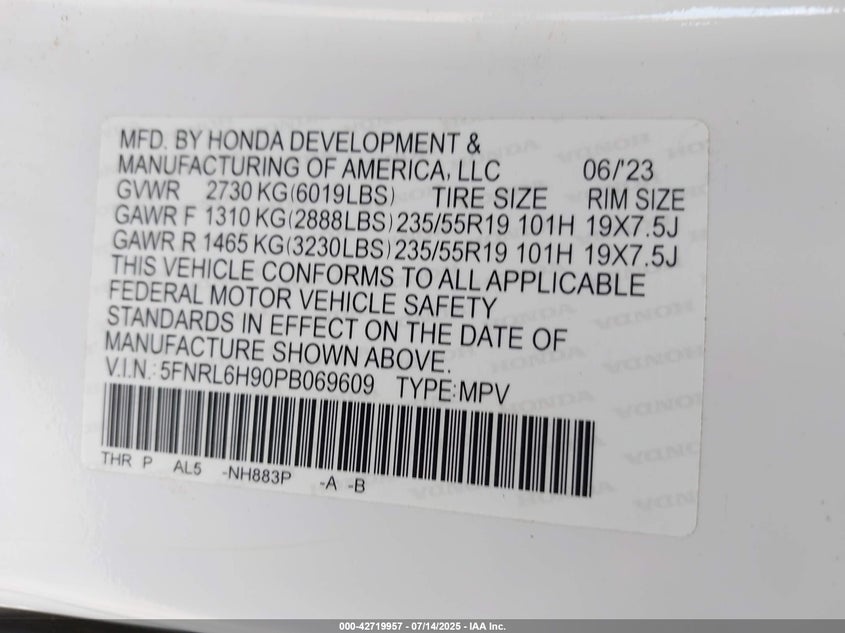 MFD. BY HONDA DEVELOPMENT &
MANUFACTURING OF AMERICA, LLC 06/'23
GVWR 2730 KG(6019LBS) TIRE SIZE RIM SIZE
GAWR F 1310 KG(2888LBS) 235/55R19 101H 19X7.5J
GAWR R 1465 KG(3230LBS) 235/55R19 101H 19X7.5J
THIS VEHICLE CONFORMS TO ALL APPLICABLE
FEDERAL MOTOR VEHICLE SAFETY
STANDARDS IN EFFECT ON THE DATE OF
MANUFACTURE SHOWN ABOVE.
V.I.N.: 5FNRL6H90PB069609 TYPE:MPV
THR P AL5 -NH883P -A -B
000-42719957 - 07/14/2025 - IAA Inc.